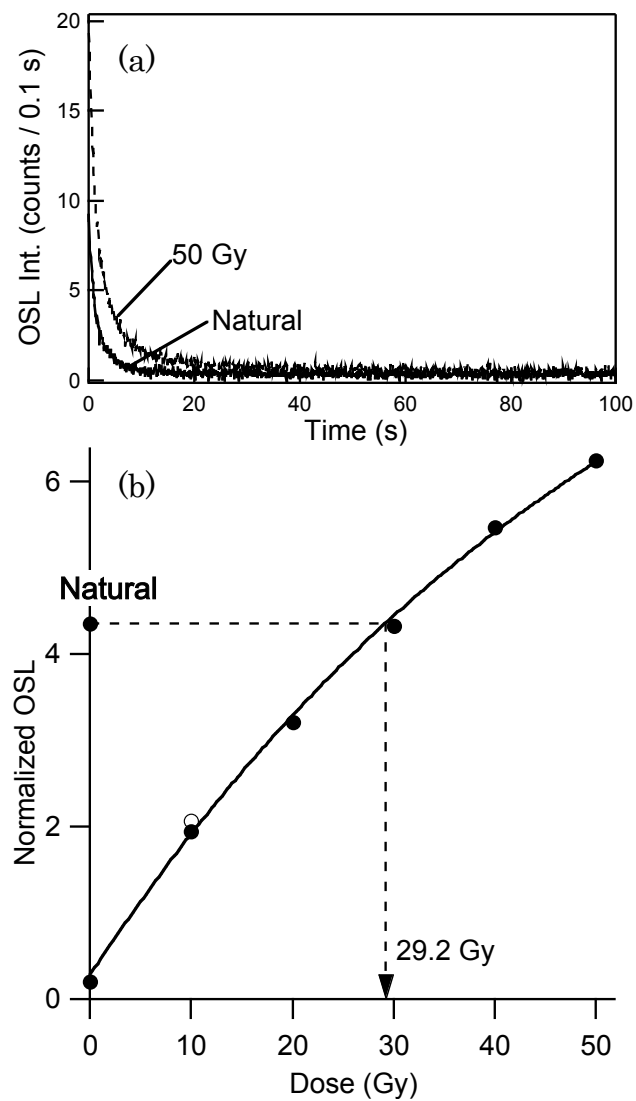 (a)
OSL Int. (counts / 0.1 s)
20
15
10
5
0
50 Gy
Natural
0 20 40 60 80 100
Time (s)
(b)
Normalized OSL
6
4
2
0
Natural
29.2 Gy
0 10 20 30 40 50
Dose (Gy)